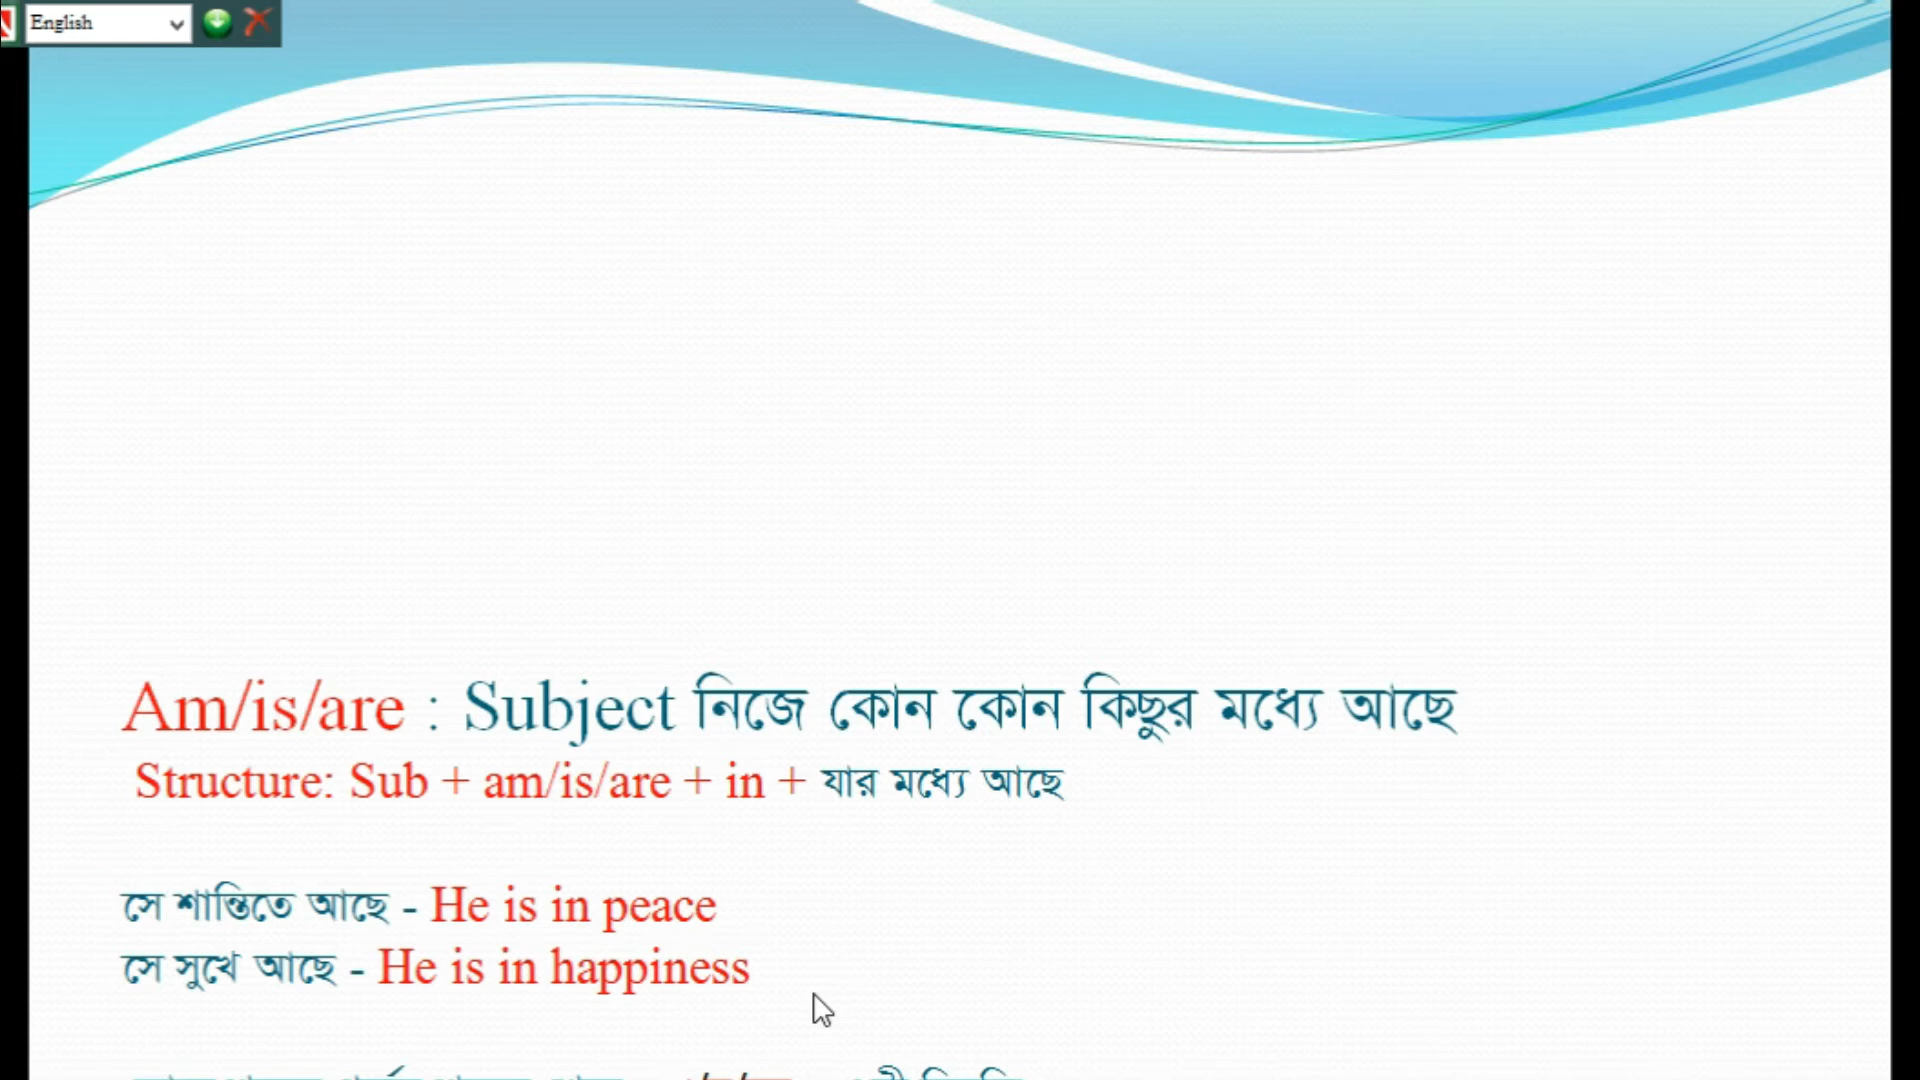 English
Am/is/are : Subject নিজে কোন কোন কিছুর মধ্যে আছে
Structure: Sub + am/is/are + in + যার মধ্যে আছে
সে শান্তিতে আছে - He is in peace
সে সুখে আছে - He is in happiness